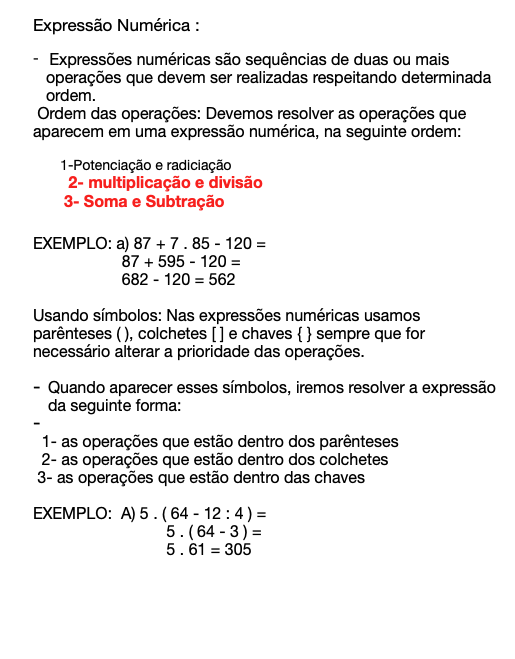 Expressão Numérica :
- Expressões numéricas são sequências de duas ou mais
operações que devem ser realizadas respeitando determinada
ordem.
Ordem das operações: Devemos resolver as operações que
aparecem em uma expressão numérica, na seguinte ordem:
1-Potenciação e radiciação
2- multiplicação e divisão
3- Soma e Subtração
EXEMPLO: a) 87 + 7 . 85 - 120 =
87 + 595 - 120 =
682 - 120 = 562
Usando símbolos: Nas expressões numéricas usamos
parênteses ( ), colchetes [ ] e chaves { } sempre que for
necessário alterar a prioridade das operações.
- Quando aparecer esses símbolos, iremos resolver a expressão
da seguinte forma:
-
1- as operações que estão dentro dos parênteses
2- as operações que estão dentro dos colchetes
3- as operações que estão dentro das chaves
EXEMPLO: A) 5 . ( 64 - 12 : 4 ) =
5 . ( 64 - 3 ) =
5 . 61 = 305